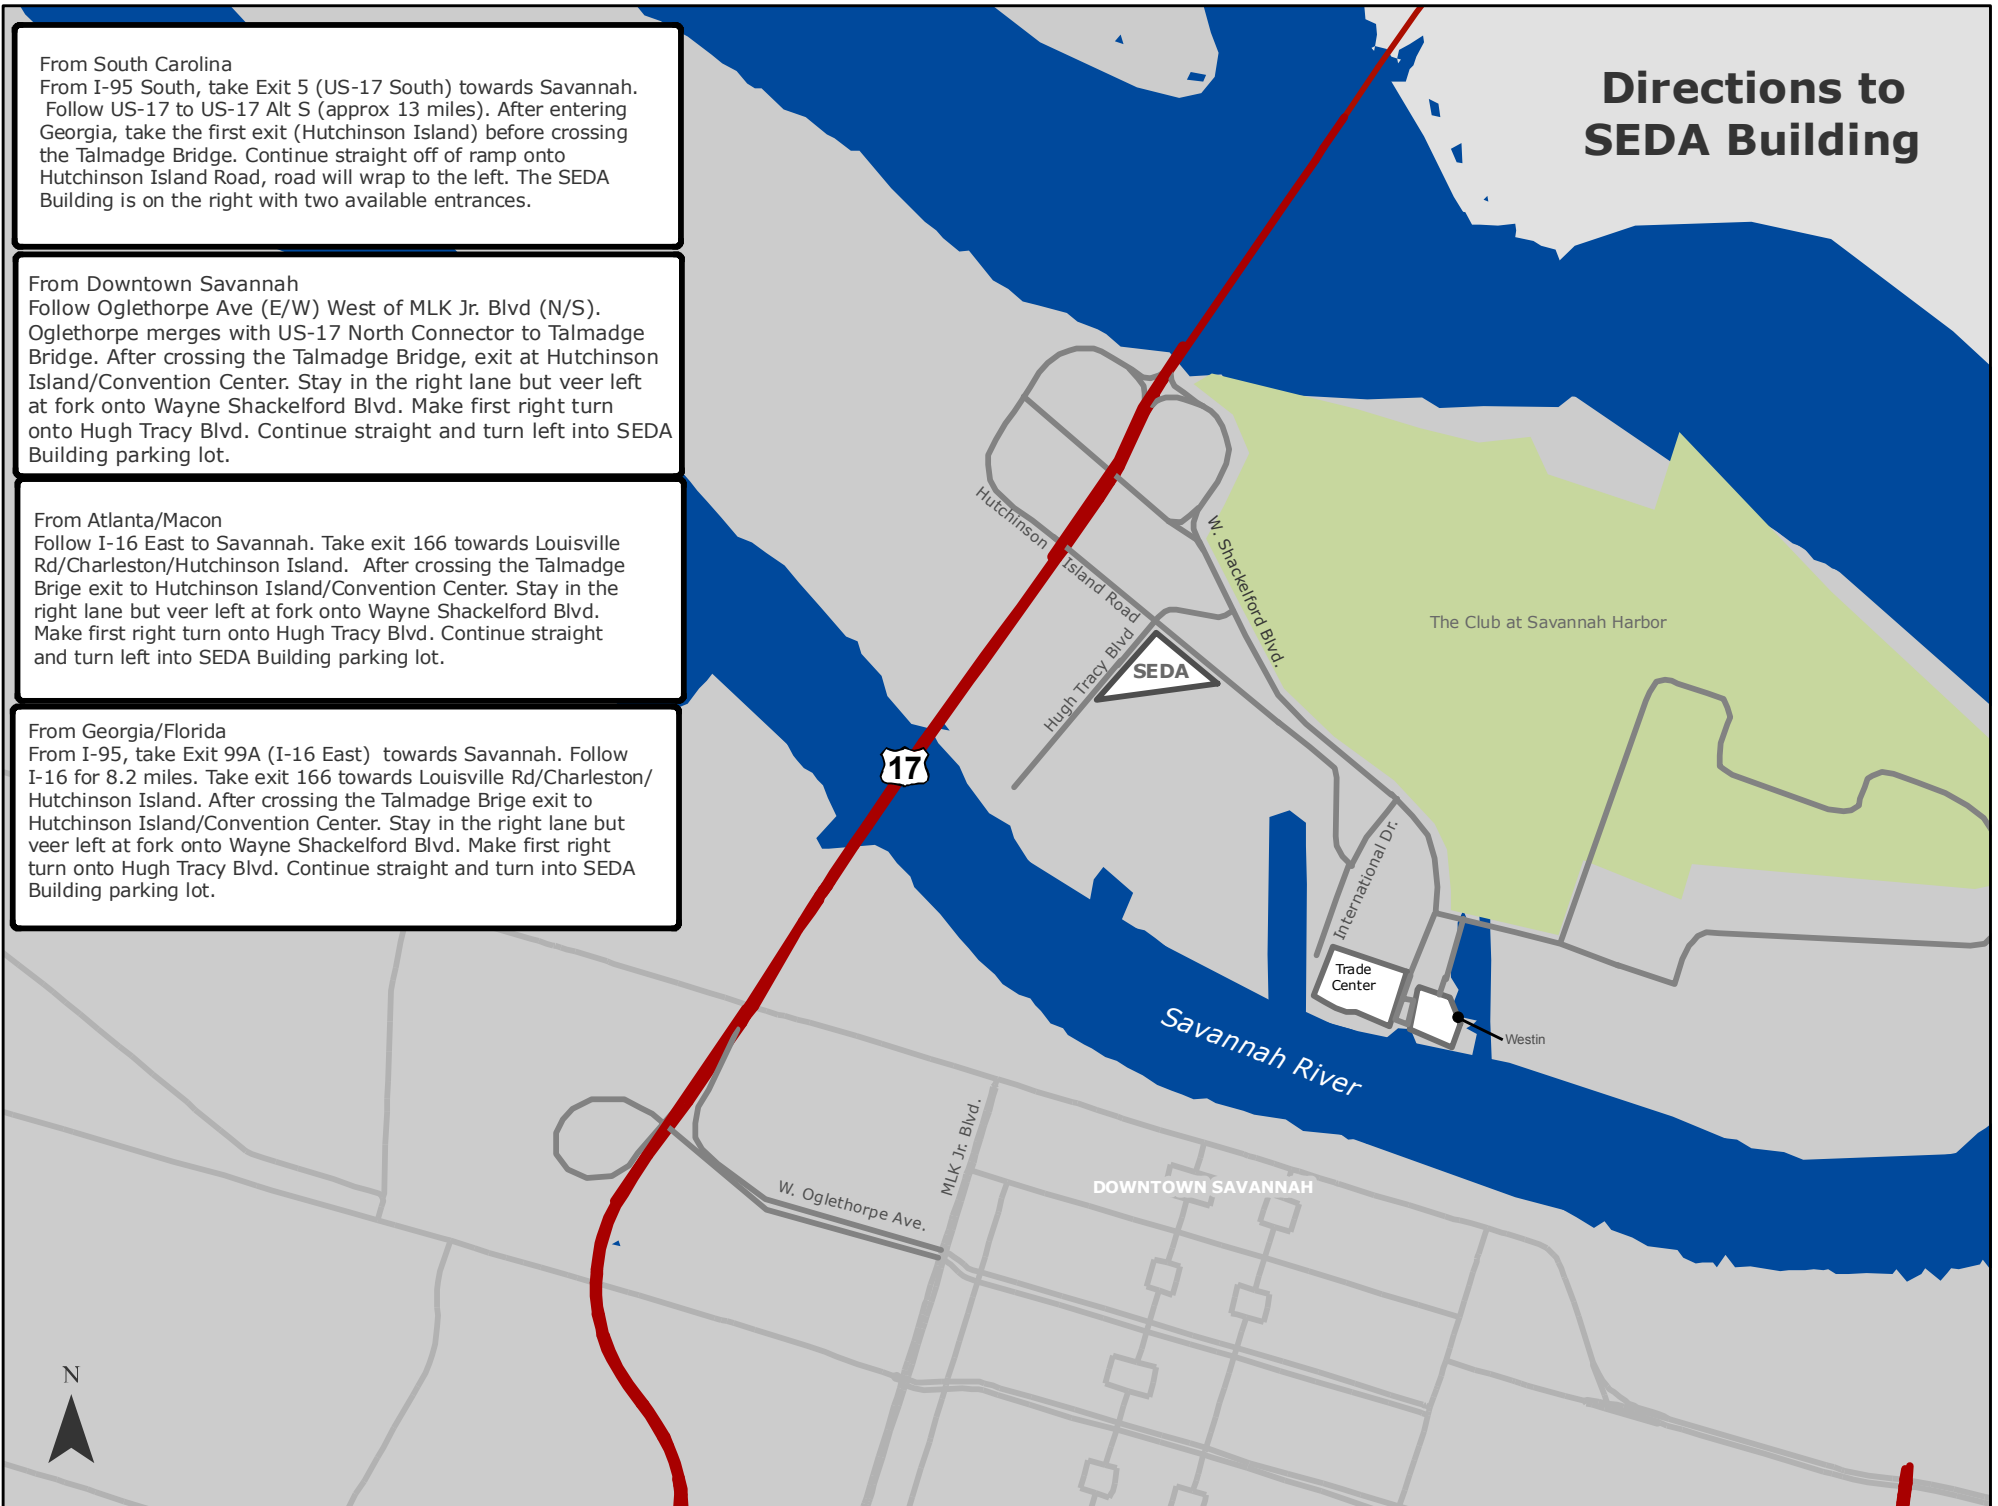 Directions to
SEDA Building
From South Carolina
From I-95 South, take Exit 5 (US-17 South) towards Savannah.
Follow US-17 to US-17 Alt S (approx 13 miles). After entering
Georgia, take the first exit (Hutchinson Island) before crossing
the Talmadge Bridge. Continue straight off of ramp onto
Hutchinson Island Road, road will wrap to the left. The SEDA
Building is on the right with two available entrances.
From Downtown Savannah
Follow Oglethorpe Ave (E/W) West of MLK Jr. Blvd (N/S).
Oglethorpe merges with US-17 North Connector to Talmadge
Bridge. After crossing the Talmadge Bridge, exit at Hutchinson
Island/Convention Center. Stay in the right lane but veer left
at fork onto Wayne Shackelford Blvd. Make first right turn
onto Hugh Tracy Blvd. Continue straight and turn left into SEDA
Building parking lot.
From Atlanta/Macon
Follow I-16 East to Savannah. Take exit 166 towards Louisville
Rd/Charleston/Hutchinson Island.  After crossing the Talmadge
Brige exit to Hutchinson Island/Convention Center. Stay in the
right lane but veer left at fork onto Wayne Shackelford Blvd.
Make first right turn onto Hugh Tracy Blvd. Continue straight
and turn left into SEDA Building parking lot.
From Georgia/Florida
From I-95, take Exit 99A (I-16 East)  towards Savannah. Follow
I-16 for 8.2 miles. Take exit 166 towards Louisville Rd/Charleston/
Hutchinson Island. After crossing the Talmadge Brige exit to
Hutchinson Island/Convention Center. Stay in the right lane but
veer left at fork onto Wayne Shackelford Blvd. Make first right
turn onto Hugh Tracy Blvd. Continue straight and turn into SEDA
Building parking lot.
Hutchinson Island Road
W. Shackelford Blvd.
The Club at Savannah Harbor
Hugh Tracy Blvd
SEDA
17
International Dr.
Trade
Center
Westin
Savannah River
MLK Jr. Blvd.
W. Oglethorpe Ave.
DOWNTOWN SAVANNAH
N